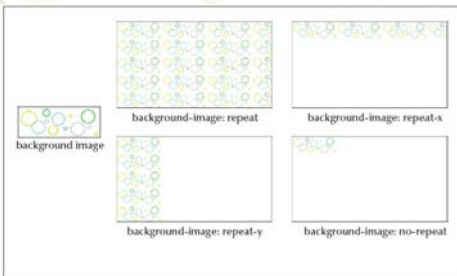 background-image: repeat
background-image: repeat-x
background image
background-image: repeat-y
background-image: no-repeat